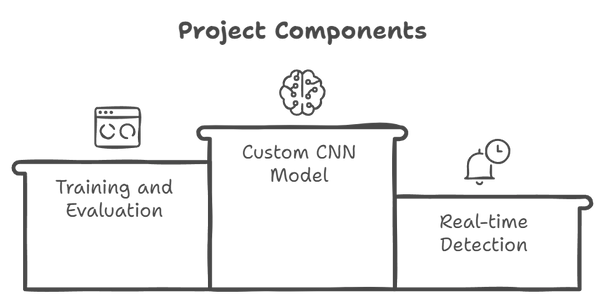 Project Components
Training and
Evaluation
Custom CNN
Model
Real-time
Detection